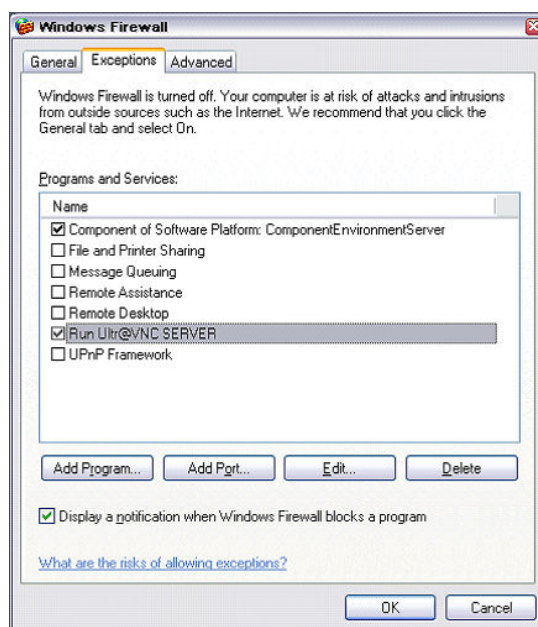 Windows Firewall
General Exceptions Advanced
Windows Firewall is turned off. Your computer is at risk of attacks and intrusions
from outside sources such as the Internet. We recommend that you click the
General tab and select On.
Programs and Services:
Name
Component of Software Platform: ComponentEnvironmentServer
File and Printer Sharing
Message Queuing
Remote Assistance
Remote Desktop
Run Ultr@VNC SERVER
UPnP Framework
Add Program... Add Port... Edit... Delete
Display a notification when Windows Firewall blocks a program
What are the risks of allowing exceptions?
OK Cancel